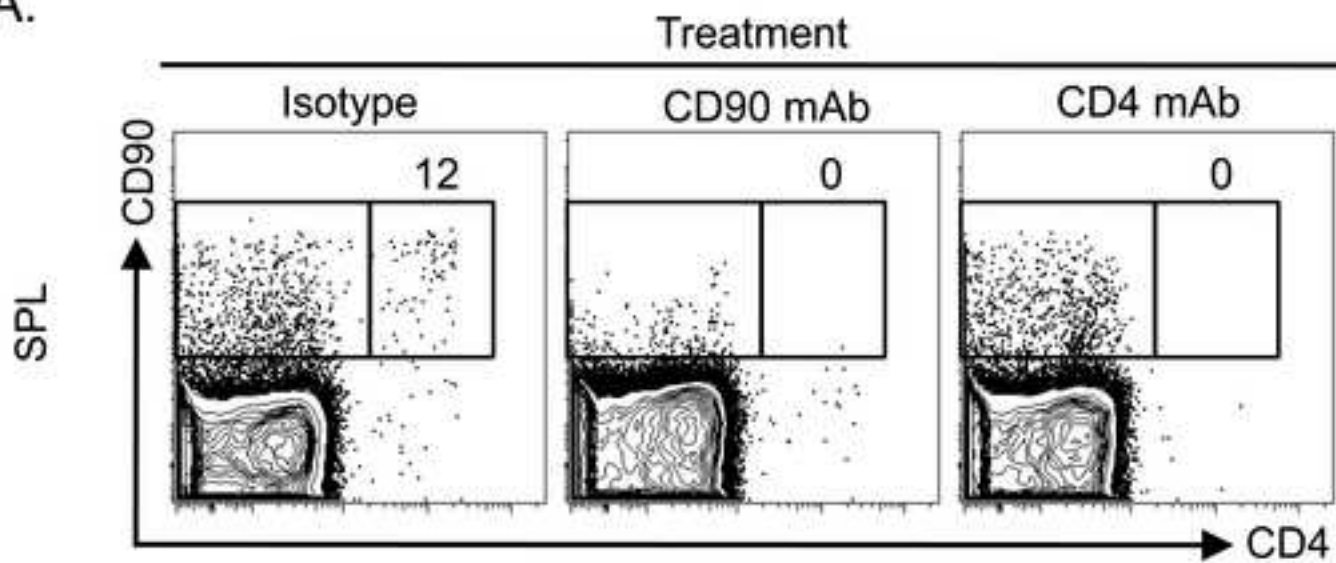 A.
Treatment
Isotype
CD90 mAb
CD4 mAb
CD90
12
0
0
SPL
CD4